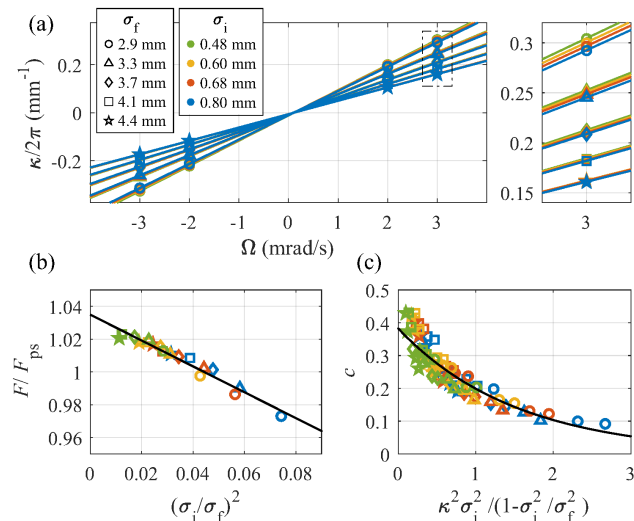 (a)
σf
2.9 mm
3.3 mm
3.7 mm
4.1 mm
4.4 mm
σi
0.48 mm
0.60 mm
0.68 mm
0.80 mm
κ/2π (mm⁻¹)
0.2
0
-0.2
-3 -2 -1 0 1 2 3
Ω (mrad/s)
0.3
0.25
0.2
0.15
3
(b)
F/Fps
1.04
1.02
1
0.98
0.96
0 0.02 0.04 0.06 0.08
(σi/σf)²
(c)
c
0.5
0.4
0.3
0.2
0.1
0
0 1 2 3
κ²σi²/(1-σi²/σf²)